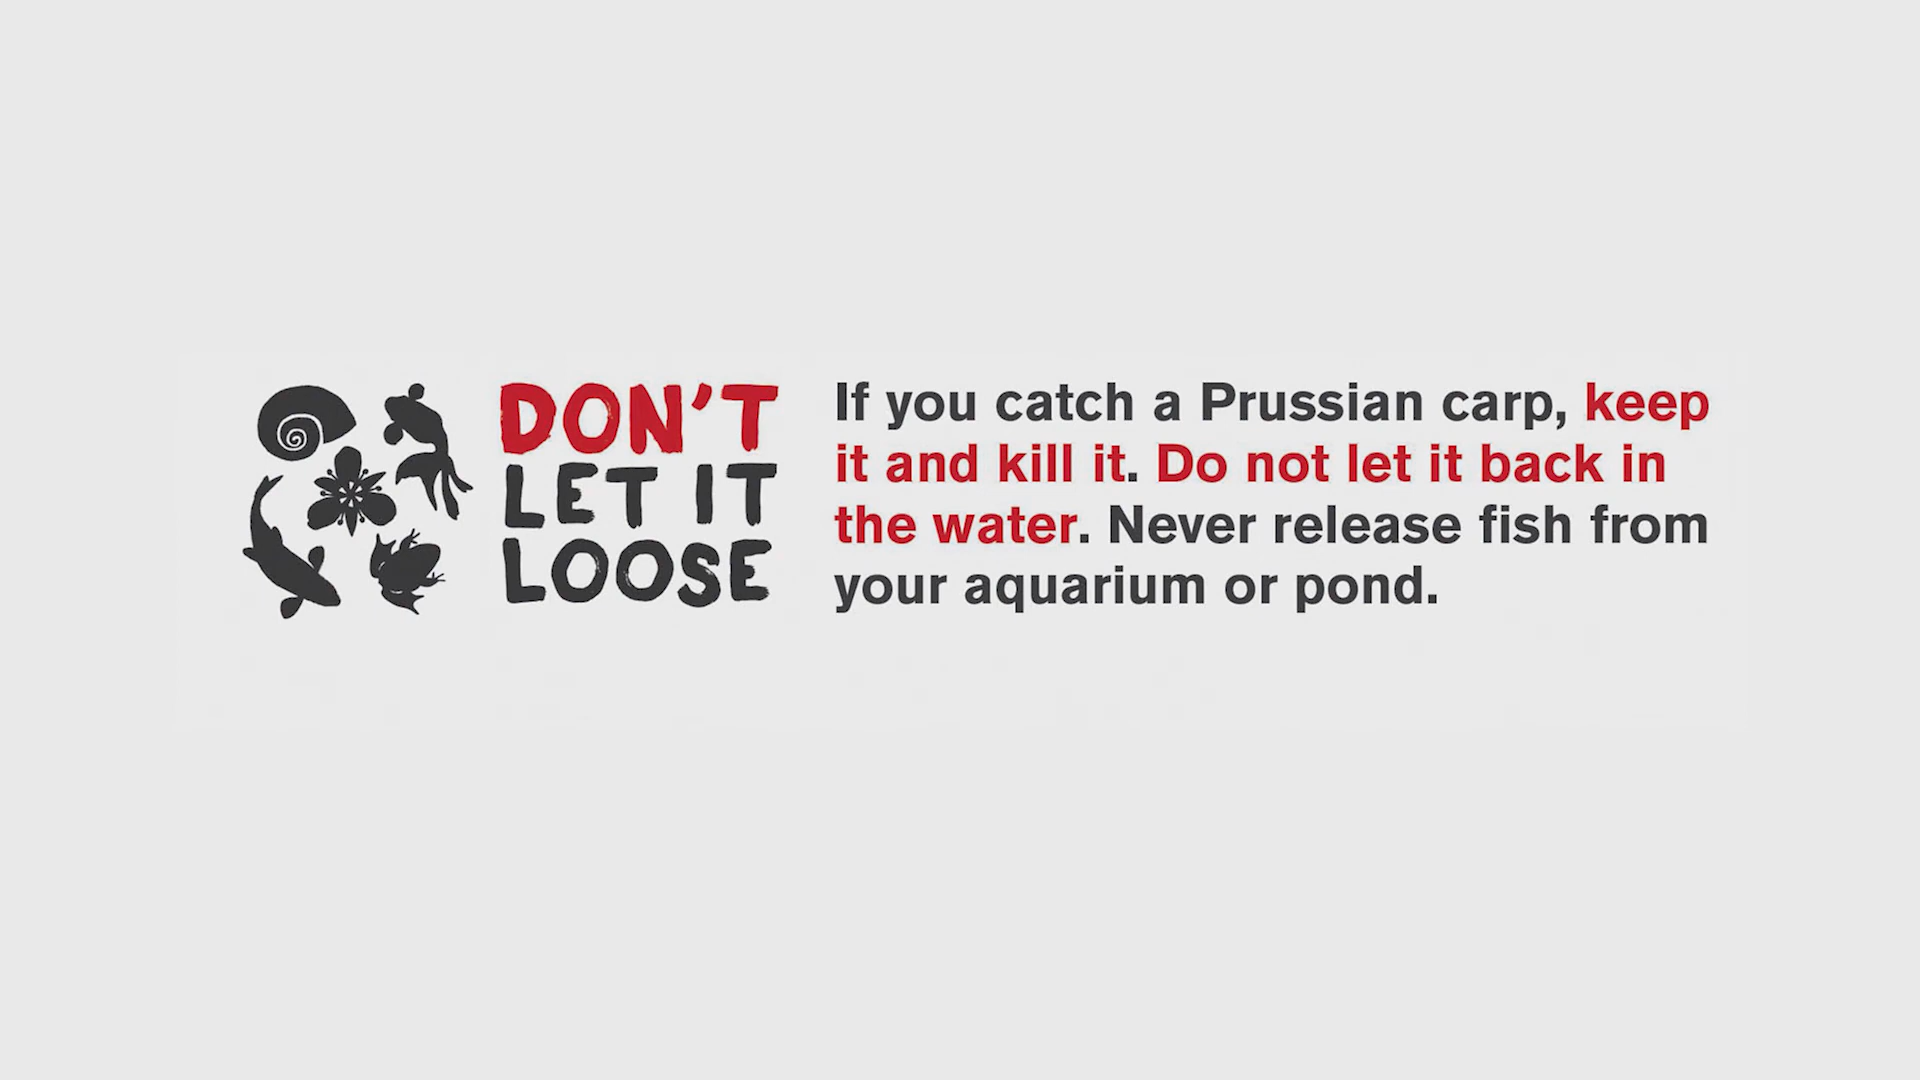 DON'T
LET IT
LOOSE
If you catch a Prussian carp, keep
it and kill it. Do not let it back in
the water. Never release fish from
your aquarium or pond.